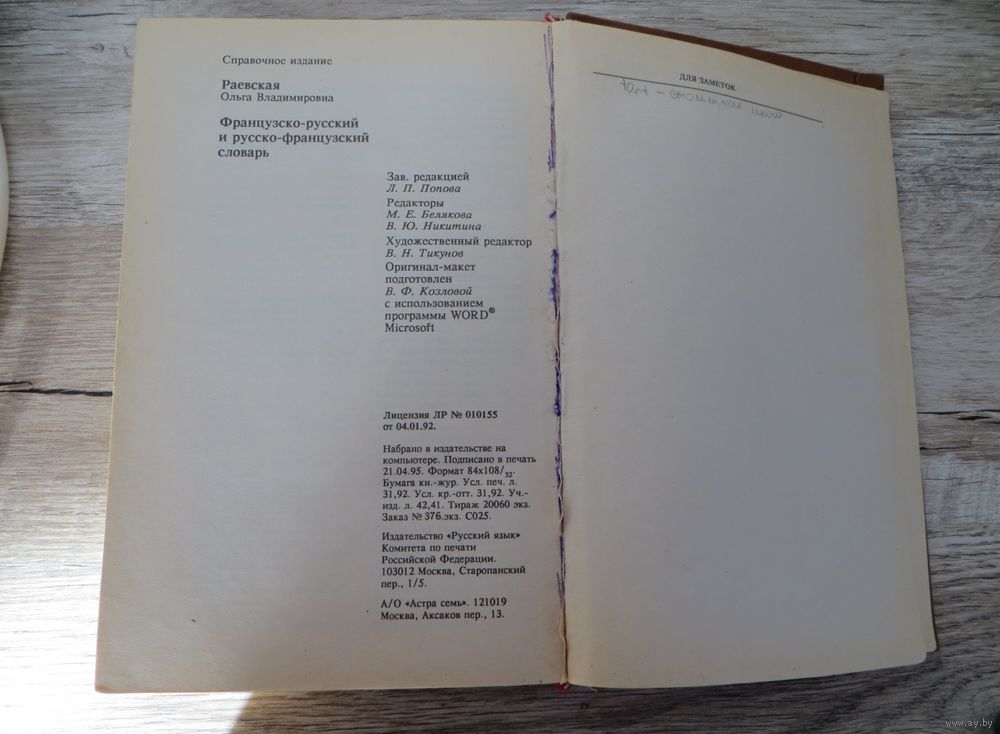 Справочное издание
Раевская
Ольга Владимировна
Французско-русский
и русско-французский
словарь
Зав. редакцией
Л. П. Попова
Редакторы
М. Е. Белякова
В. Ю. Никитина
Художественный редактор
В. Н. Тикунов
Оригинал-макет
подготовлен
В. Ф. Козловой
с использованием
программы WORD®
Microsoft
Лицензия ЛР № 010155
от 04.01.92.
Набрано в издательстве на
компьютере. Подписано в печать
21.04.95. Формат 84x108/32.
Бумага кн.-жур. Усл. печ. л.
31,92. Усл. кр.-отт. 31,92. Уч.-
изд. л. 42,41. Тираж 20060 экз.
Заказ № 376.экз. С025.
Издательство «Русский язык»
Комитета по печати
Российской Федерации.
103012 Москва, Старопанский
пер., 1/5.
А/О «Астра семь». 121019
Москва, Аксаков пер., 13.
ДЛЯ ЗАМЕТОК
www.ay.by